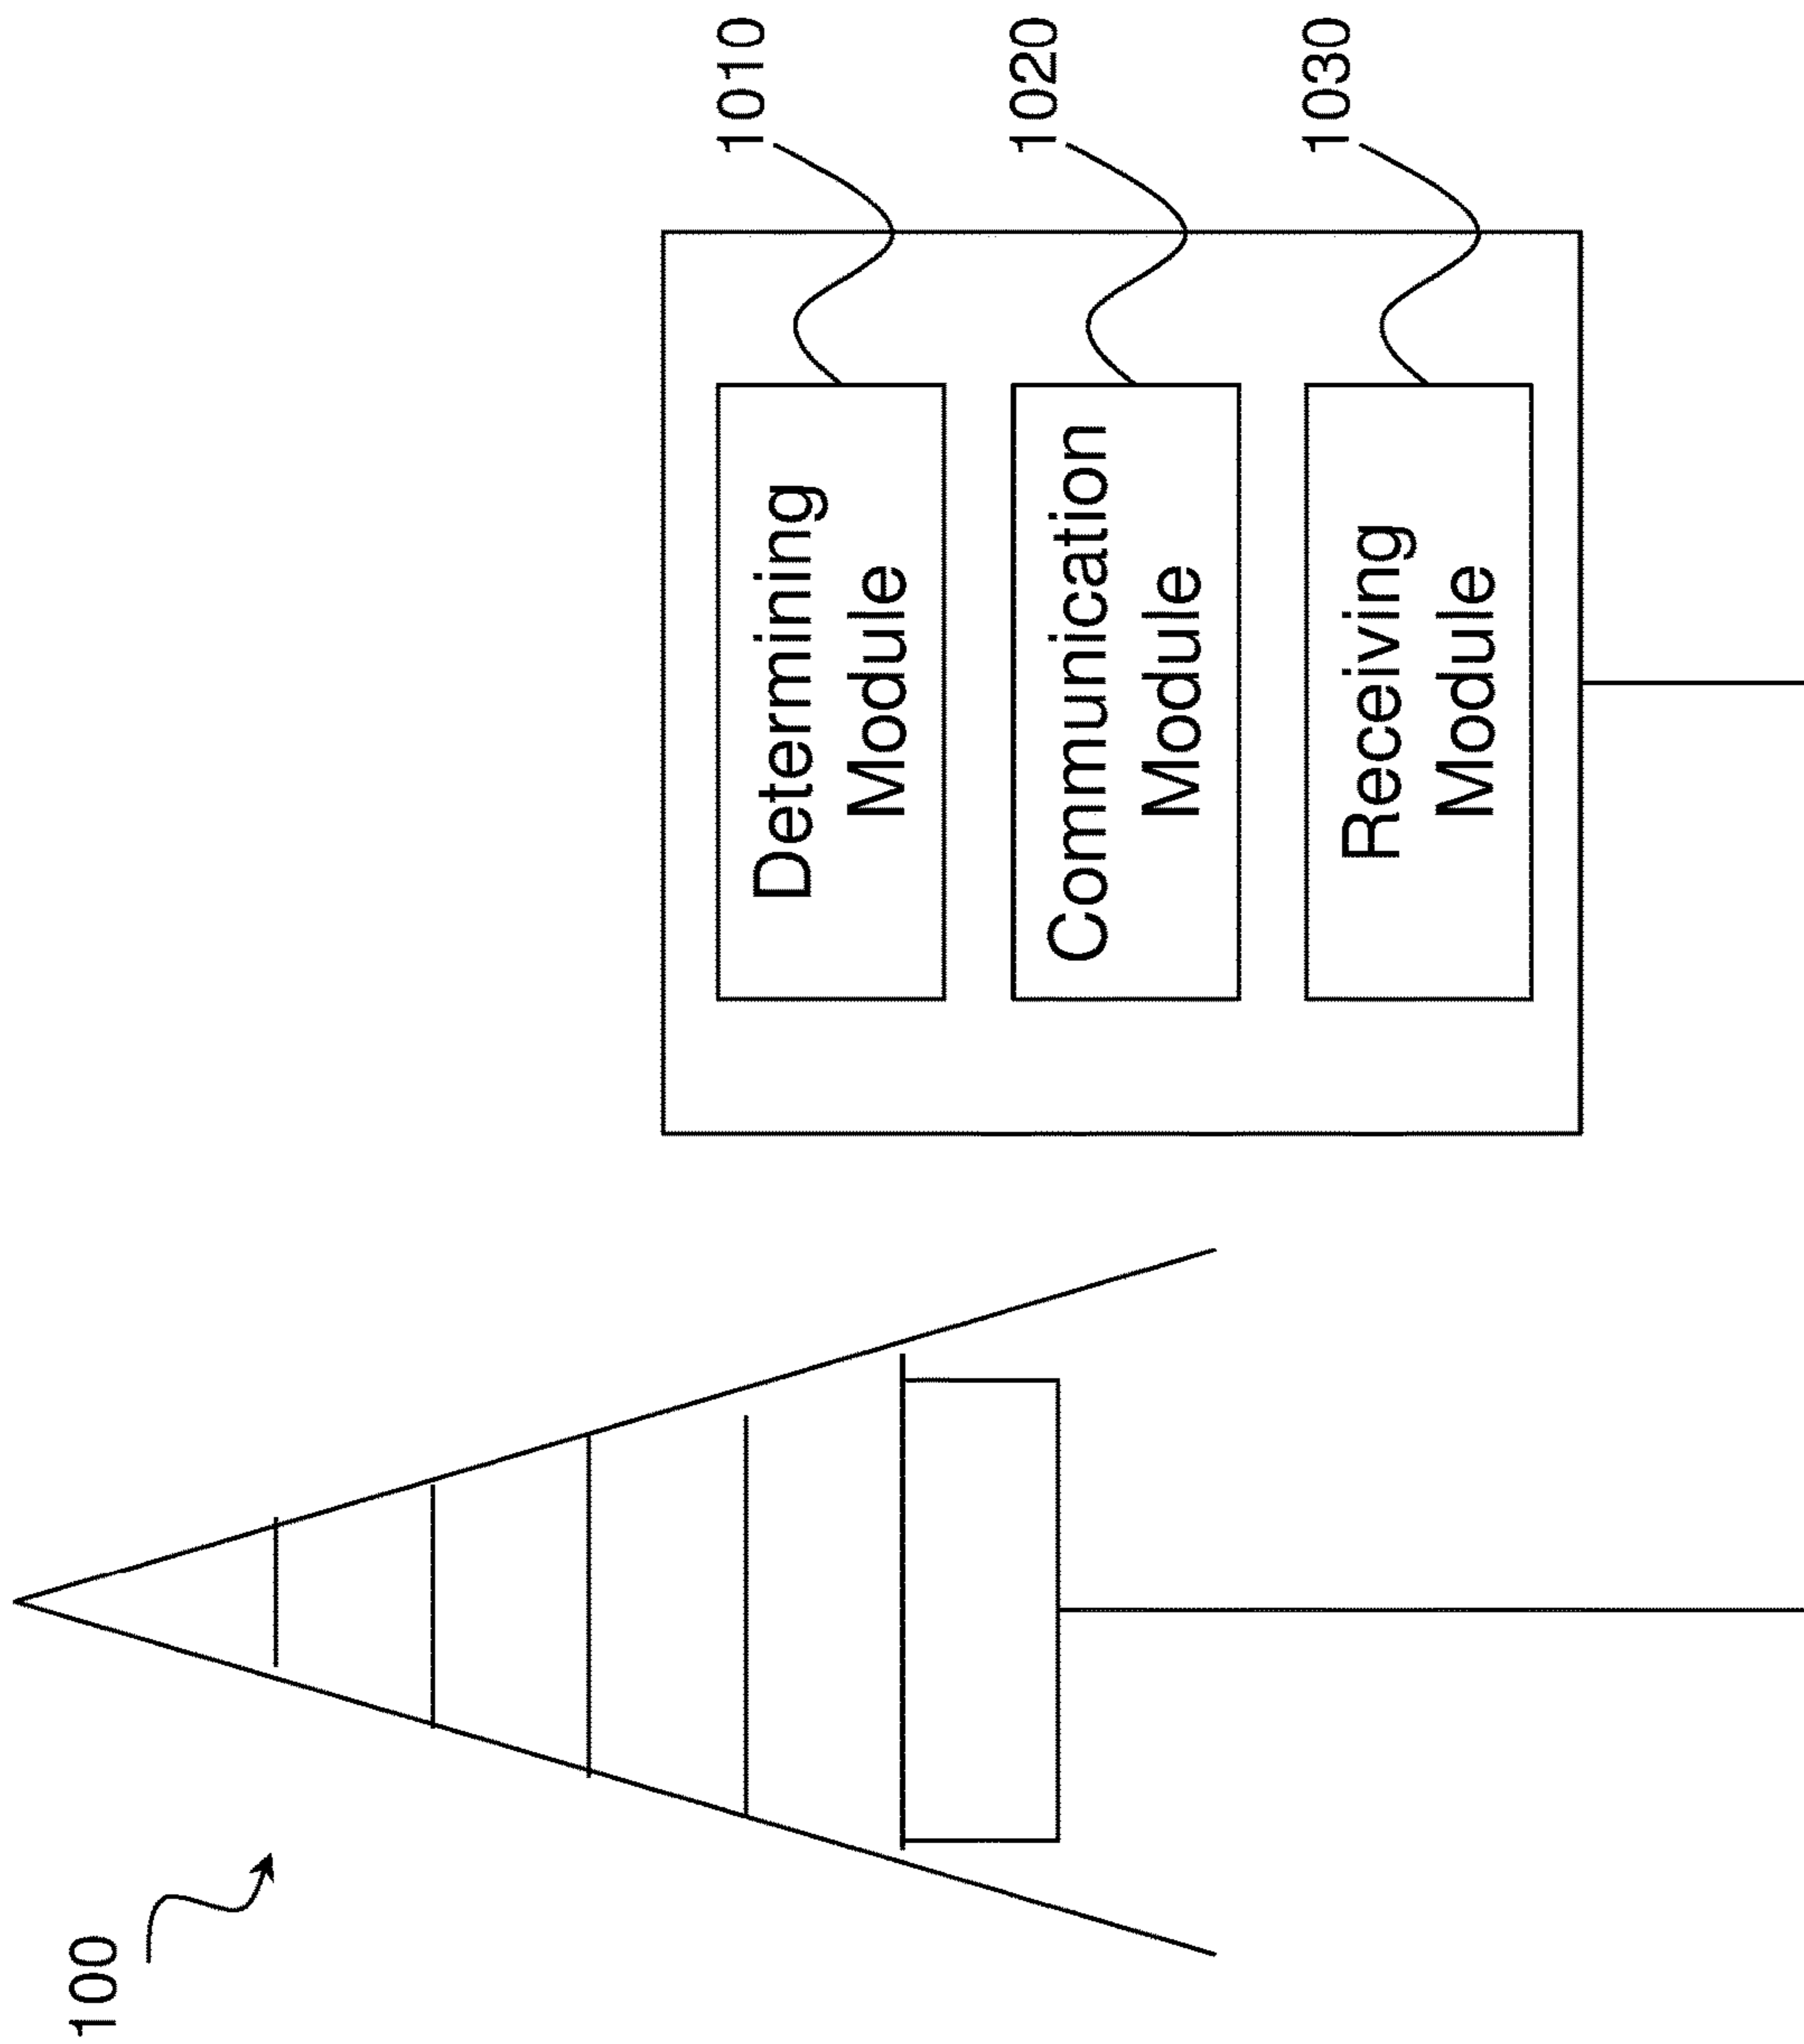 100
Determining
Module
1010
Communication
Module
1020
Receiving
Module
1030